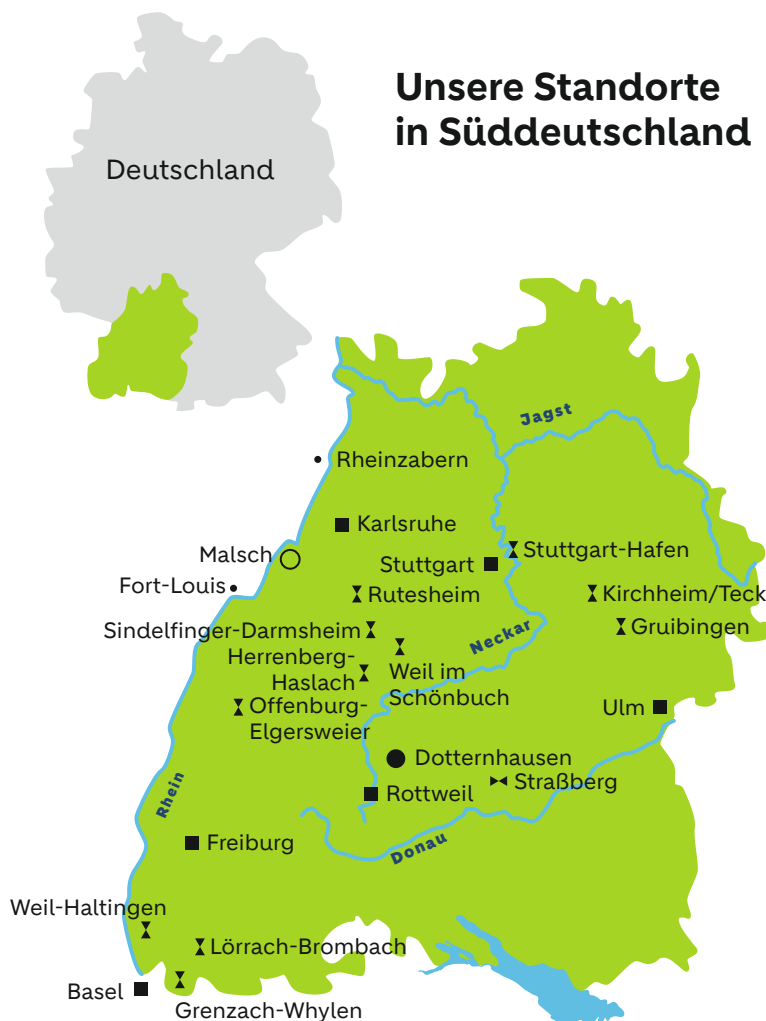 Unsere Standorte
in Süddeutschland
Deutschland
Jagst
Rheinzabern
Karlsruhe
Malsch
Stuttgart-Hafen
Stuttgart
Fort-Louis
Rutesheim
Kirchheim/Teck
Sindelfinger-Darmsheim
Gruibingen
Neckar
Herrenberg-
Haslach
Weil im
Schönbuch
Offenburg-
Elgersweier
Ulm
Dotternhausen
Straßberg
Rhein
Rottweil
Freiburg
Donau
Weil-Haltingen
Lörrach-Brombach
Basel
Grenzach-Whylen